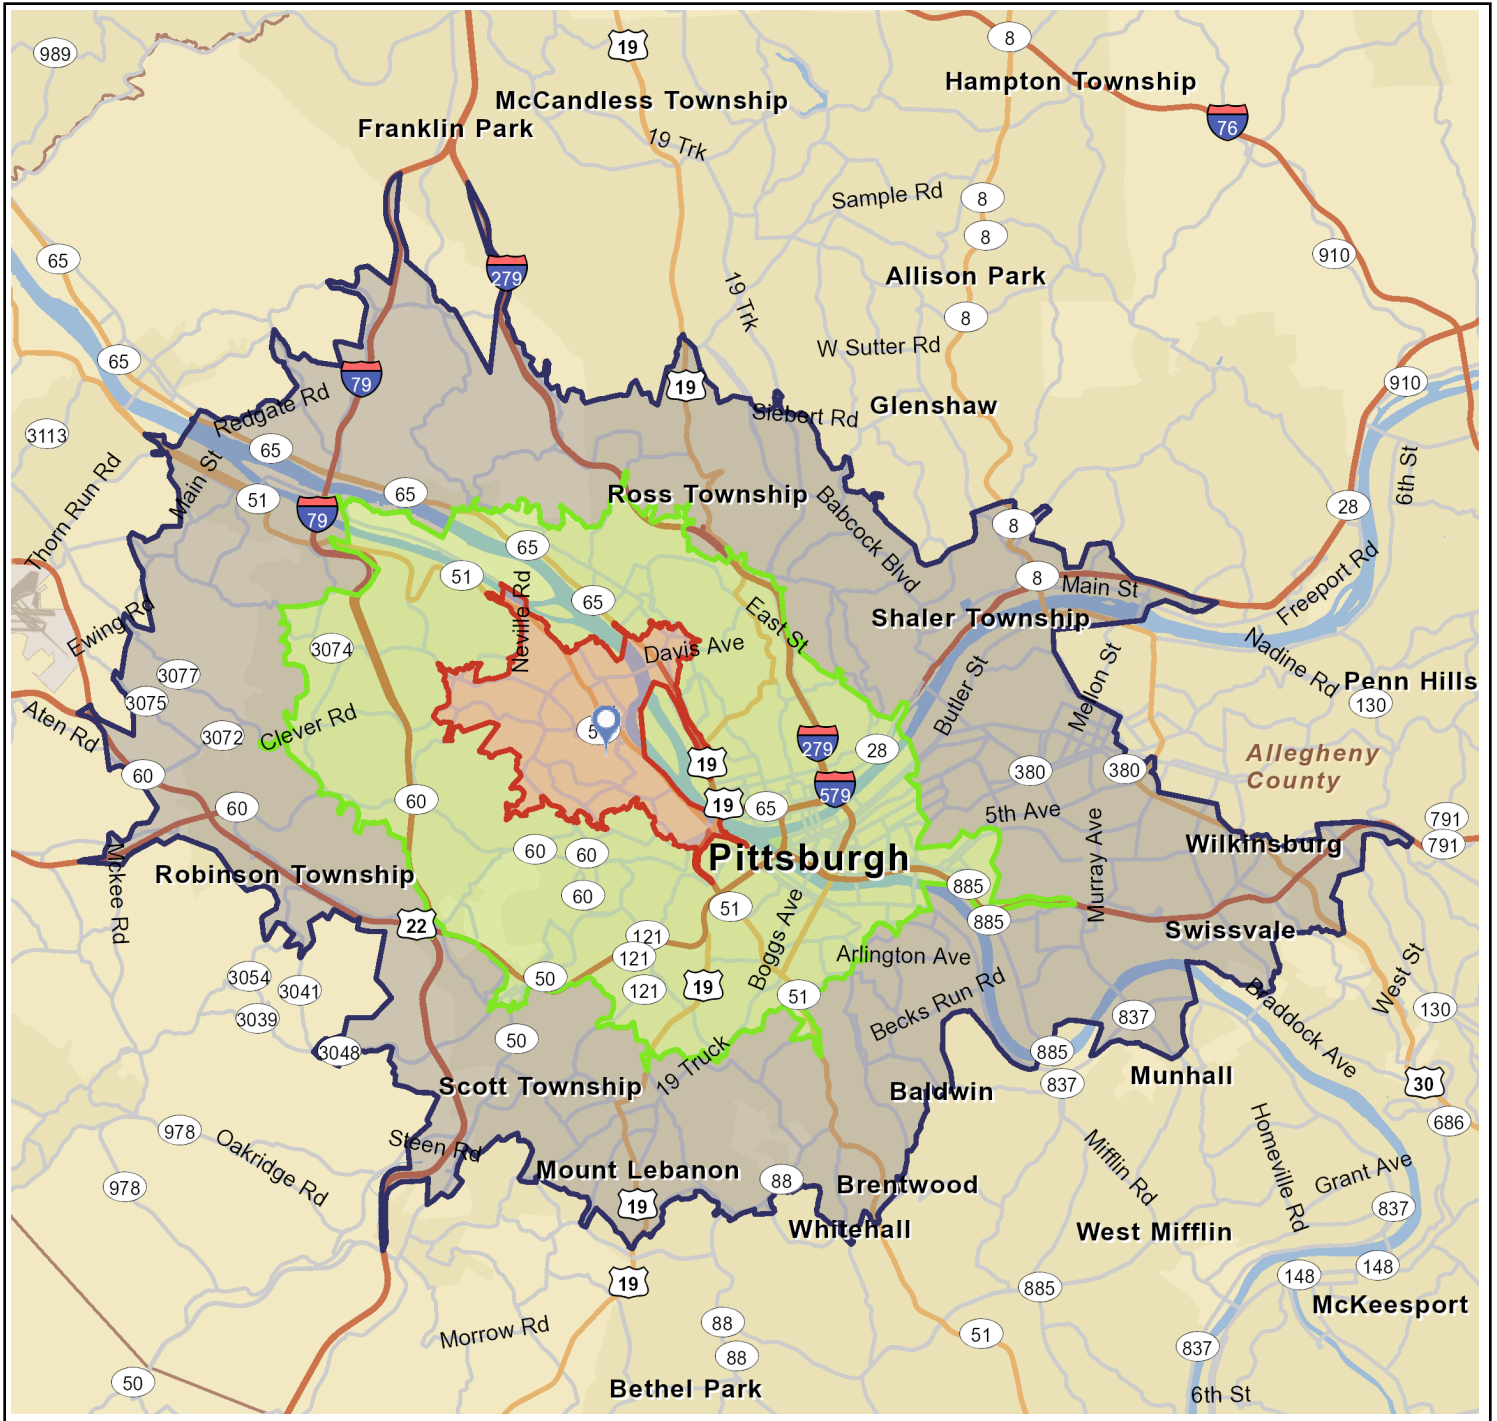 989
19
8
Hampton Township
McCandless Township
76
Franklin Park
19 Trk
Sample Rd
8
8
910
65
279
Allison Park
19 Trk
8
W Sutter Rd
65
79
19
910
Redgate Rd
Siebert Rd
Glenshaw
3113
65
Main St
6th St
Thorn Run Rd
51
65
Ross Township
Babcock Blvd
28
79
8
65
51
8
Main St
Freeport Rd
Ewing Rd
Neville Rd
65
East St
Shaler Township
3074
Davis Ave
Nadine Rd
3077
Butler St
Mellon St
Penn Hills
3075
130
Aten Rd
3072
Clever Rd
279
28
Allegheny
County
19
380
380
60
579
60
60
19
65
5th Ave
791
Murray Ave
Wilkinsburg
791
60
60
Pittsburgh
Mckee Rd
Robinson Township
885
60
51
885
22
Boggs Ave
Swissvale
121
121
Arlington Ave
3054
3041
50
121
19
51
Becks Run Rd
West St
Braddock Ave
130
3039
837
50
3048
885
19 Truck
Scott Township
Baldwin
837
Munhall
30
978
686
Oakridge Rd
Steen Rd
Mount Lebanon
Mifflin Rd
Homeville Rd
Grant Ave
978
88
Brentwood
19
837
Whitehall
West Mifflin
19
885
148
148
McKeesport
Morrow Rd
88
51
88
837
50
Bethel Park
6th St